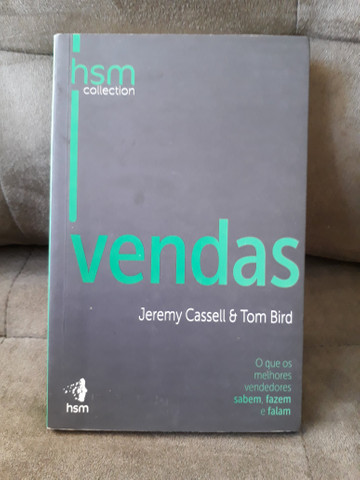 hsm
collection
vendas
Jeremy Cassell & Tom Bird
O que os
melhores
vendedores
sabem, fazem
e falam
hsm